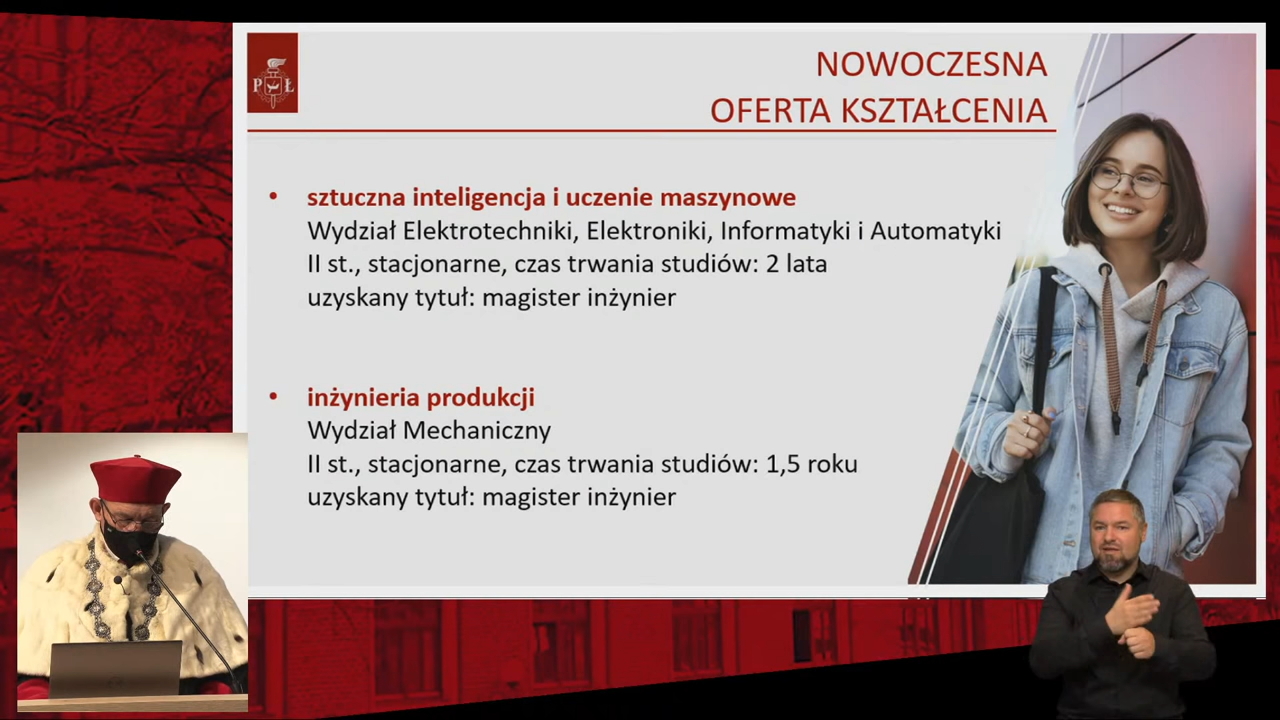 P Ł
NOWOCZESNA
OFERTA KSZTAŁCENIA
• sztuczna inteligencja i uczenie maszynowe
Wydział Elektrotechniki, Elektroniki, Informatyki i Automatyki
II st., stacjonarne, czas trwania studiów: 2 lata
uzyskany tytuł: magister inżynier
• inżynieria produkcji
Wydział Mechaniczny
II st., stacjonarne, czas trwania studiów: 1,5 roku
uzyskany tytuł: magister inżynier